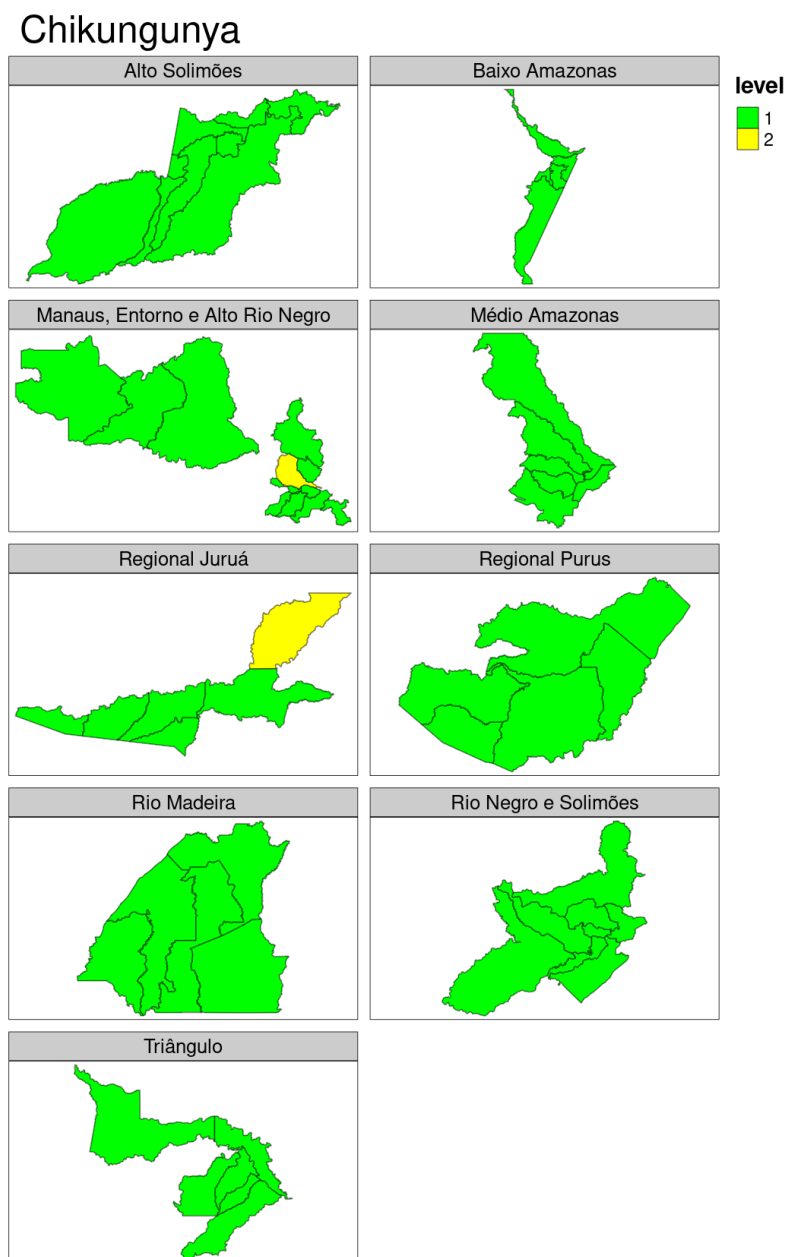 Chikungunya
Alto Solimões
Baixo Amazonas
level
1
2
Manaus, Entorno e Alto Rio Negro
Médio Amazonas
Regional Juruá
Regional Purus
Rio Madeira
Rio Negro e Solimões
Triângulo